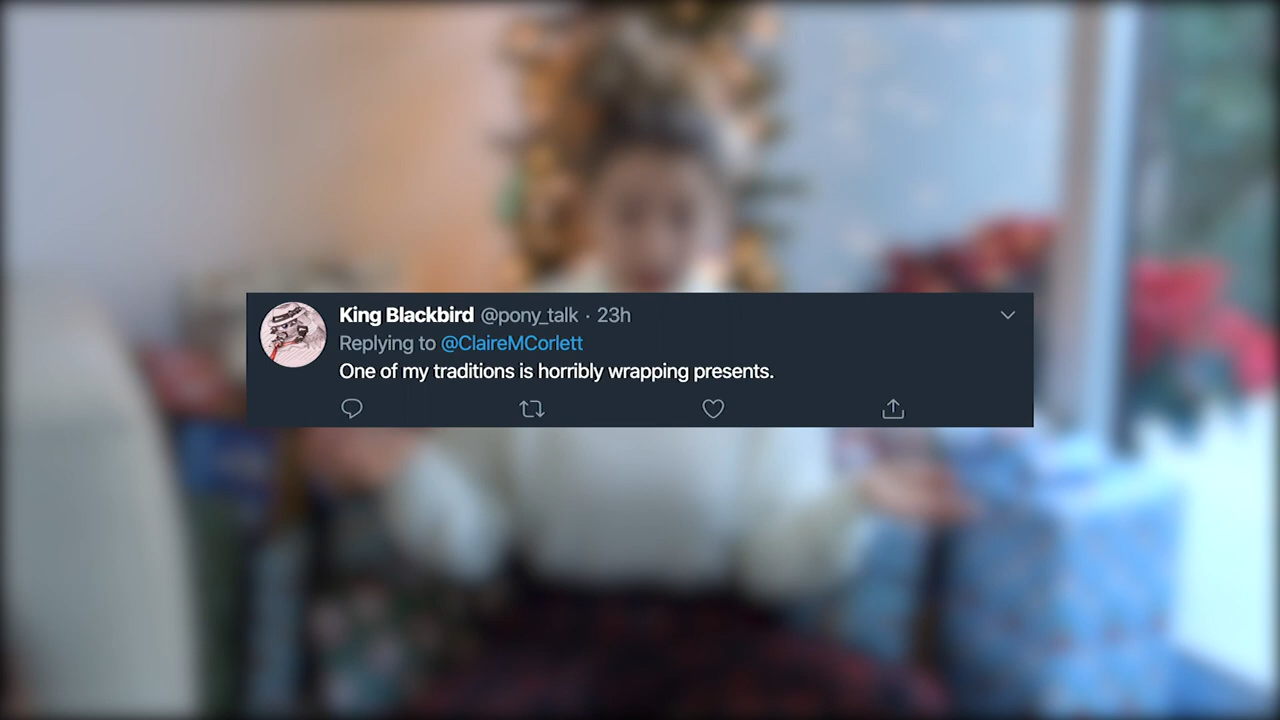 King Blackbird @pony_talk · 23h
Replying to @ClaireMCorlett
One of my traditions is horribly wrapping presents.